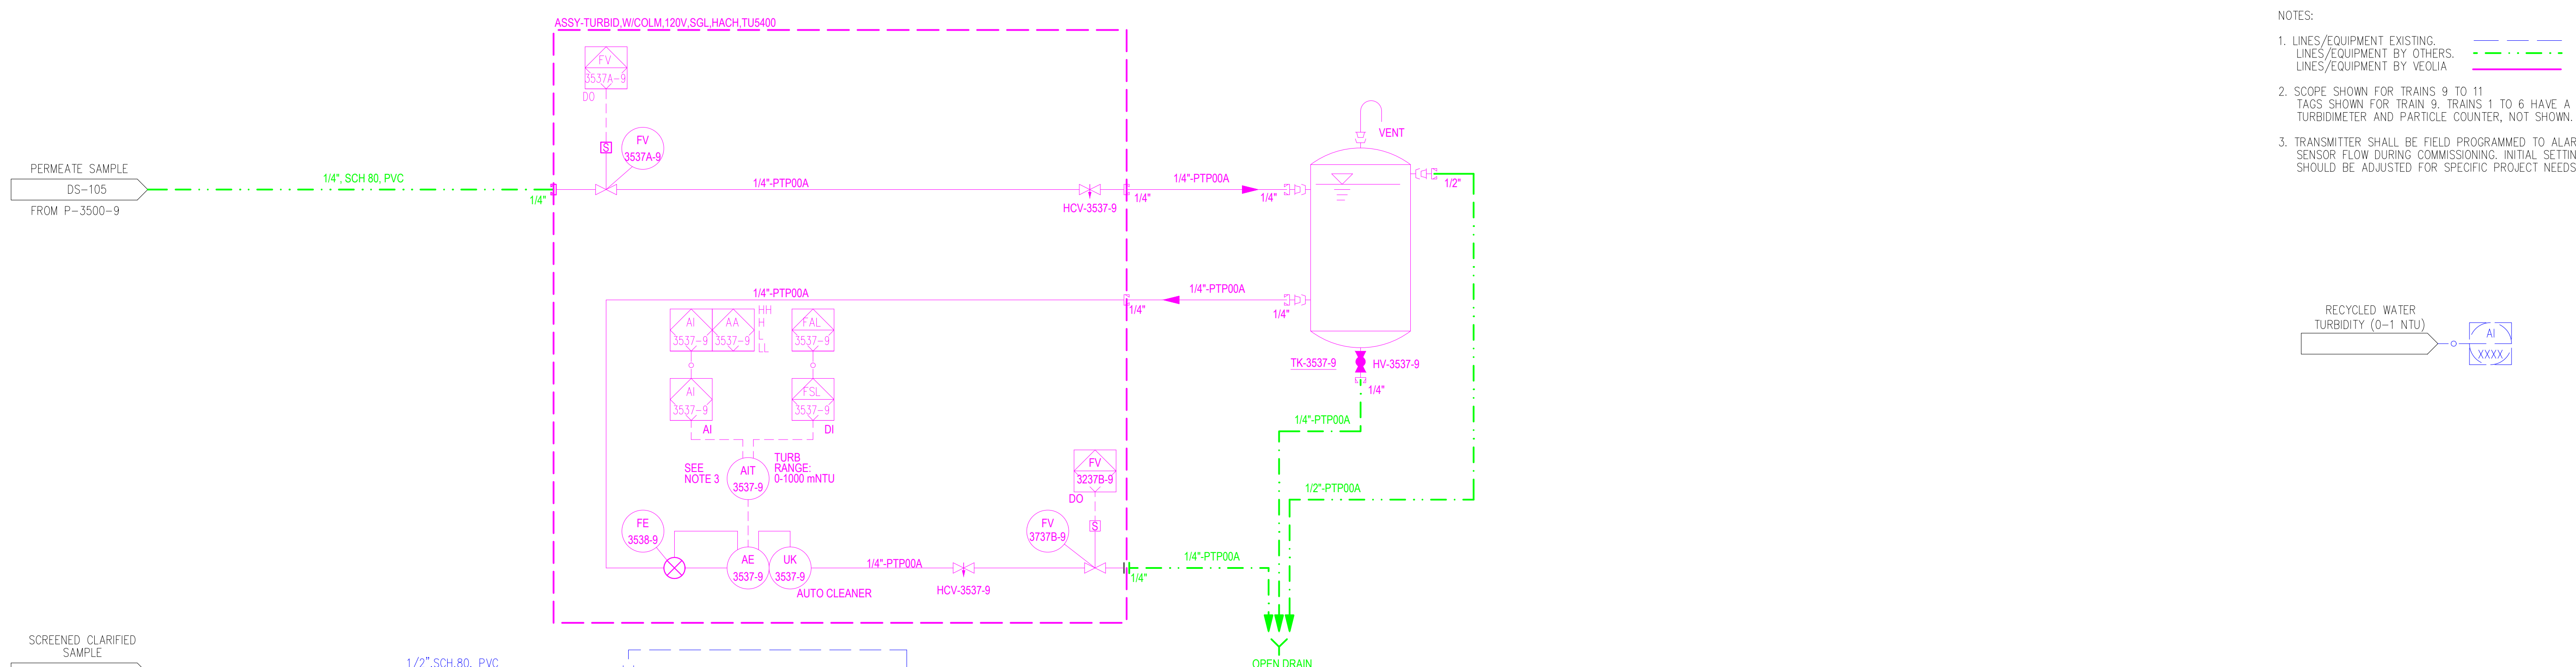 ASSY-TURBID,W/COLM,120V,SGL,HACH,TU5400
FV
3537A-9
DO
S
FV
3537A-9
PERMEATE SAMPLE
DS-105
FROM P-3500-9
1/4", SCH 80, PVC
1/4"
1/4"-PTP00A
HCV-3537-9
1/4"
1/4"-PTP00A
1/4"
VENT
1/2"
1/4"-PTP00A
1/4"
1/4"-PTP00A
1/4"
AI
3537-9
AA
3537-9
HH
H
L
LL
FAL
3537-9
AI
3537-9
AI
FSL
3537-9
DI
TK-3537-9
HV-3537-9
1/4"
1/4"-PTP00A
SEE
NOTE 3
AIT
3537-9
TURB
RANGE:
0-1000 mNTU
FV
3237B-9
DO
S
1/2"-PTP00A
FE
3538-9
AE
3537-9
UK
3537-9
AUTO CLEANER
1/4"-PTP00A
HCV-3537-9
FV
3737B-9
1/4"
1/4"-PTP00A
OPEN DRAIN
SCREENED CLARIFIED
SAMPLE
1/2",SCH.80, PVC
NOTES:
1. LINES/EQUIPMENT EXISTING.
LINES/EQUIPMENT BY OTHERS.
LINES/EQUIPMENT BY VEOLIA
2. SCOPE SHOWN FOR TRAINS 9 TO 11
TAGS SHOWN FOR TRAIN 9. TRAINS 1 TO 6 HAVE A
TURBIDIMETER AND PARTICLE COUNTER, NOT SHOWN.
3. TRANSMITTER SHALL BE FIELD PROGRAMMED TO ALAR
SENSOR FLOW DURING COMMISSIONING. INITIAL SETTIN
SHOULD BE ADJUSTED FOR SPECIFIC PROJECT NEEDS
RECYCLED WATER
TURBIDITY (0-1 NTU)
AI
XXXX